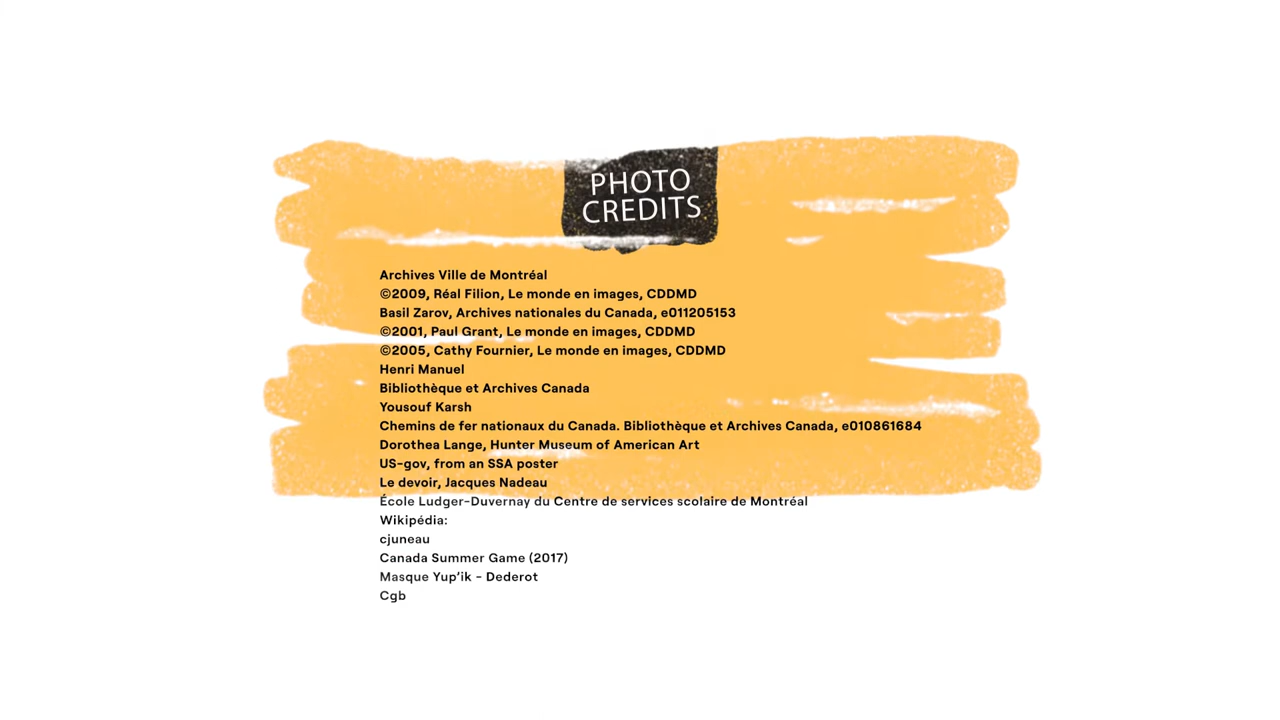 PHOTO
CREDITS
Archives Ville de Montréal
©2009, Réal Filion, Le monde en images, CDDMD
Basil Zarov, Archives nationales du Canada, e011205153
©2001, Paul Grant, Le monde en images, CDDMD
©2005, Cathy Fournier, Le monde en images, CDDMD
Henri Manuel
Bibliothèque et Archives Canada
Yousouf Karsh
Chemins de fer nationaux du Canada. Bibliothèque et Archives Canada, e010861684
Dorothea Lange, Hunter Museum of American Art
US-gov, from an SSA poster
Le devoir, Jacques Nadeau
École Ludger-Duvernay du Centre de services scolaire de Montréal
Wikipédia:
cjuneau
Canada Summer Game (2017)
Masque Yup’ik - Dederot
Cgb